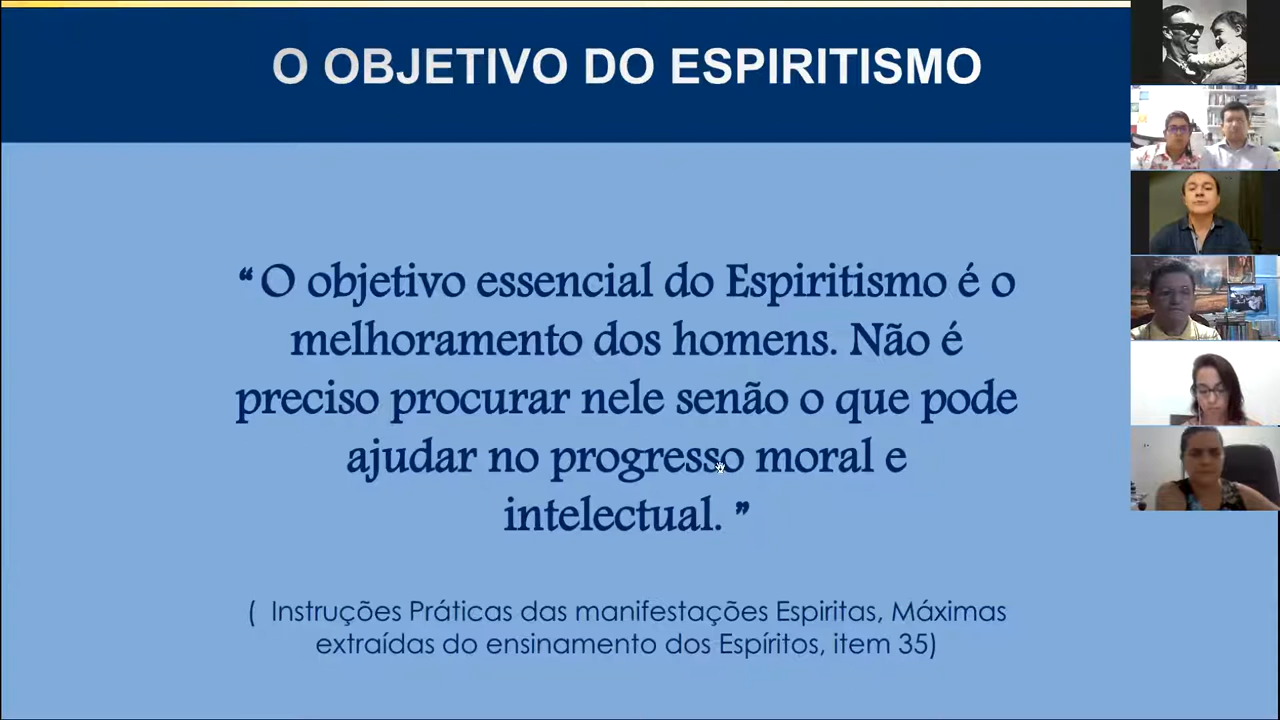 O OBJETIVO DO ESPIRITISMO
“O objetivo essencial do Espiritismo é o
melhoramento dos homens. Não é
preciso procurar nele senão o que pode
ajudar no progresso moral e
intelectual. ”
( Instruções Práticas das manifestações Espiritas, Máximas
extraídas do ensinamento dos Espíritos, item 35)